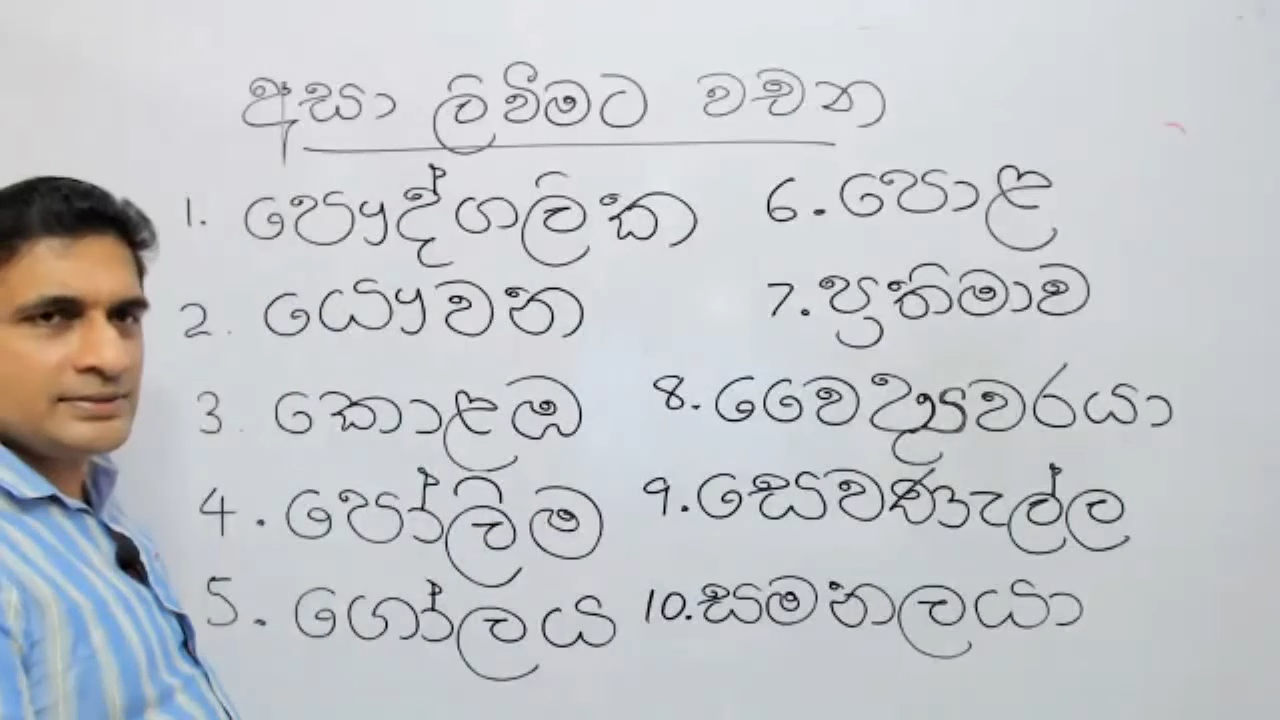 අසා ලිවීමට වචන
1. පෞද්ගලික
2. යෞවන
3. කොළඹ
4. පෝලිම
5. ගෝලය
6. පොළ
7. ප්‍රතිමාව
8. වෛද්‍යවරයා
9. සෙවණැල්ල
10. සමනලයා